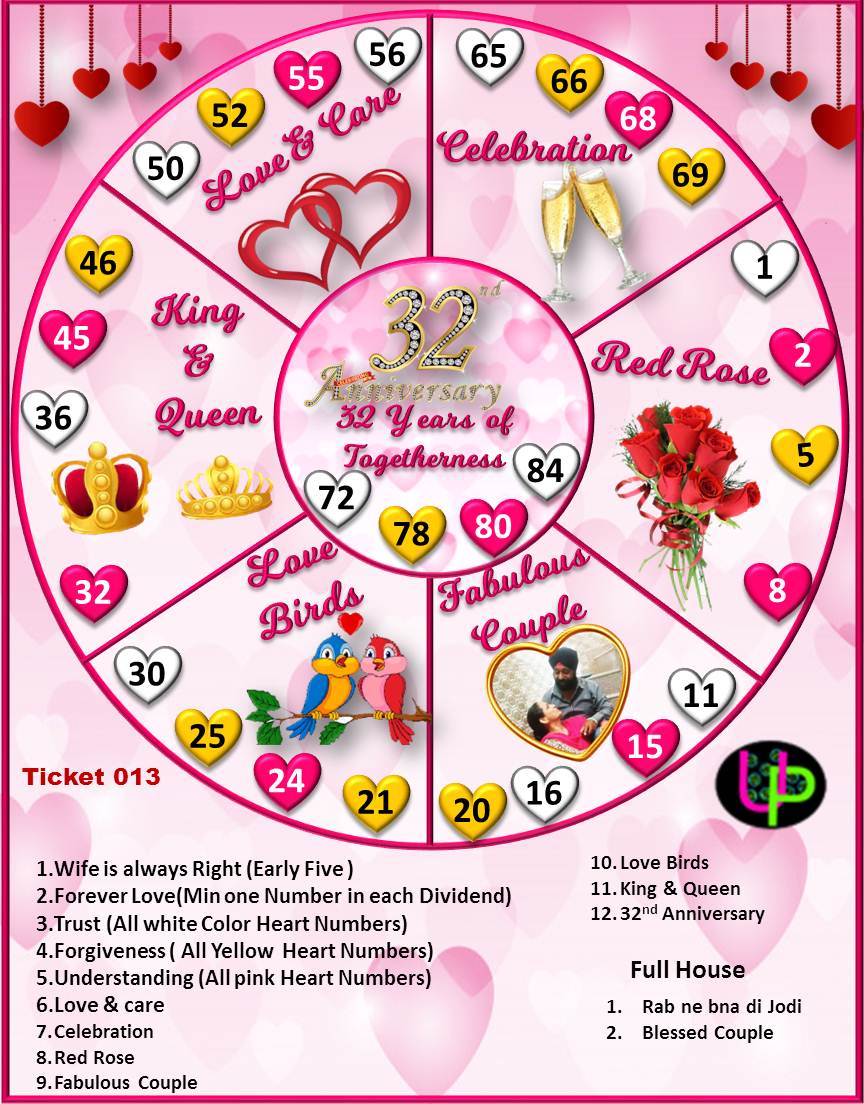 56
55
52
50
Love & Care
65
66
68
69
Celebration
46
45
36
32
King
&
Queen
1
2
5
8
Red Rose
32nd
Anniversary
32 Years of
Togetherness
72
78
80
84
Love
Birds
30
25
24
21
Fabulous
Couple
11
15
16
20
Ticket 013
UP
1.Wife is always Right (Early Five )
2.Forever Love(Min one Number in each Dividend)
3.Trust (All white Color Heart Numbers)
4.Forgiveness ( All Yellow Heart Numbers)
5.Understanding (All pink Heart Numbers)
6.Love & care
7.Celebration
8.Red Rose
9.Fabulous Couple
10. Love Birds
11. King & Queen
12. 32nd Anniversary
Full House
1. Rab ne bna di Jodi
2. Blessed Couple